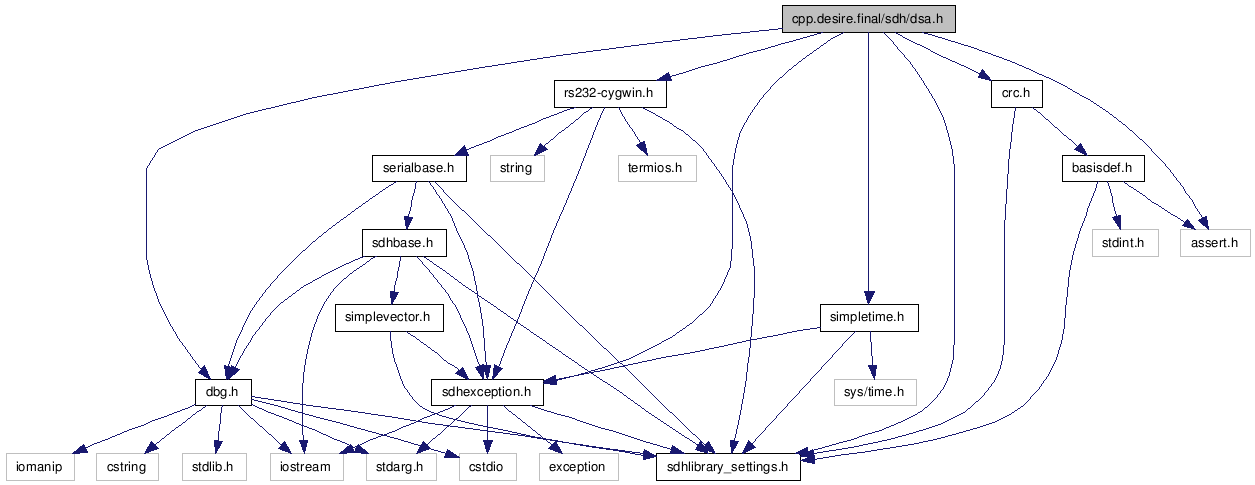 cpp.desire.final/sdh/dsa.h
rs232-cygwin.h
crc.h
serialbase.h
string
termios.h
basisdef.h
sdhbase.h
stdint.h
assert.h
simplevector.h
simpletime.h
dbg.h
sdhexception.h
sys/time.h
iomanip
cstring
stdlib.h
iostream
stdarg.h
cstdio
exception
sdhlibrary_settings.h